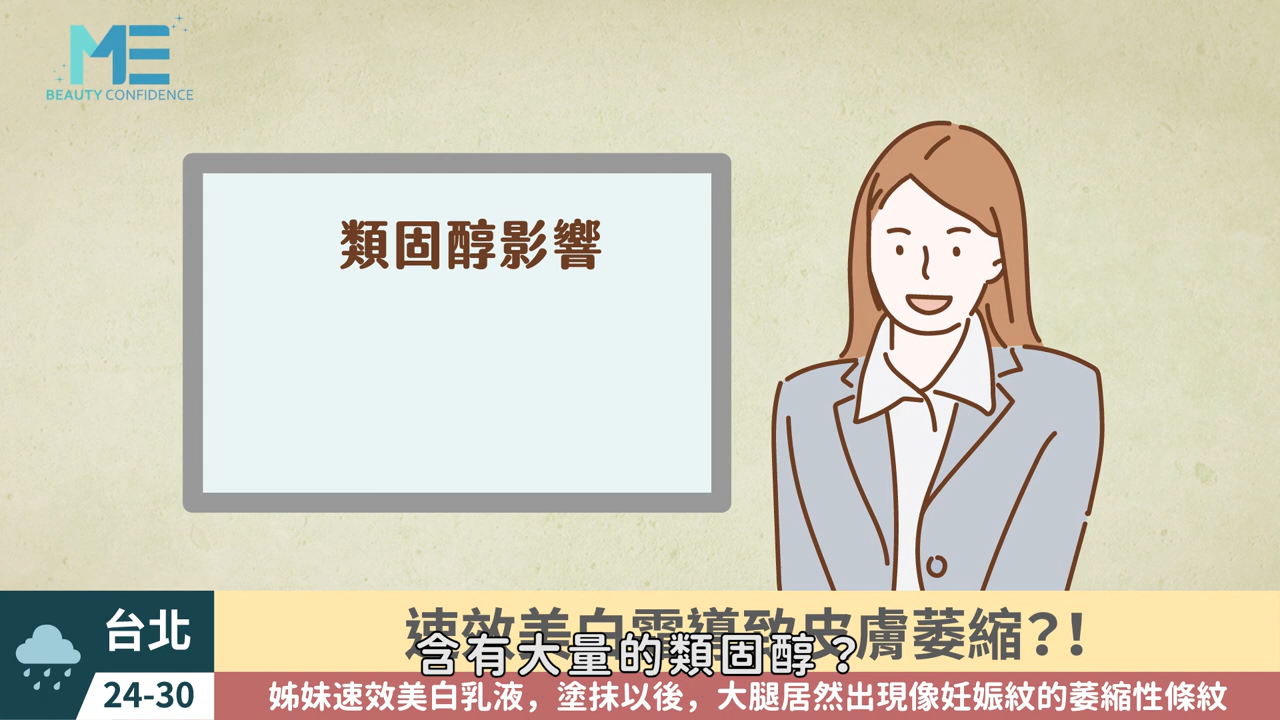 ME
BEAUTY CONFIDENCE
類固醇影響
速效美白霜導致皮膚萎縮?!
含有大量的類固醇？
台北
24-30
姊妹速效美白乳液，塗抹以後，大腿居然出現像妊娠紋的萎縮性條紋